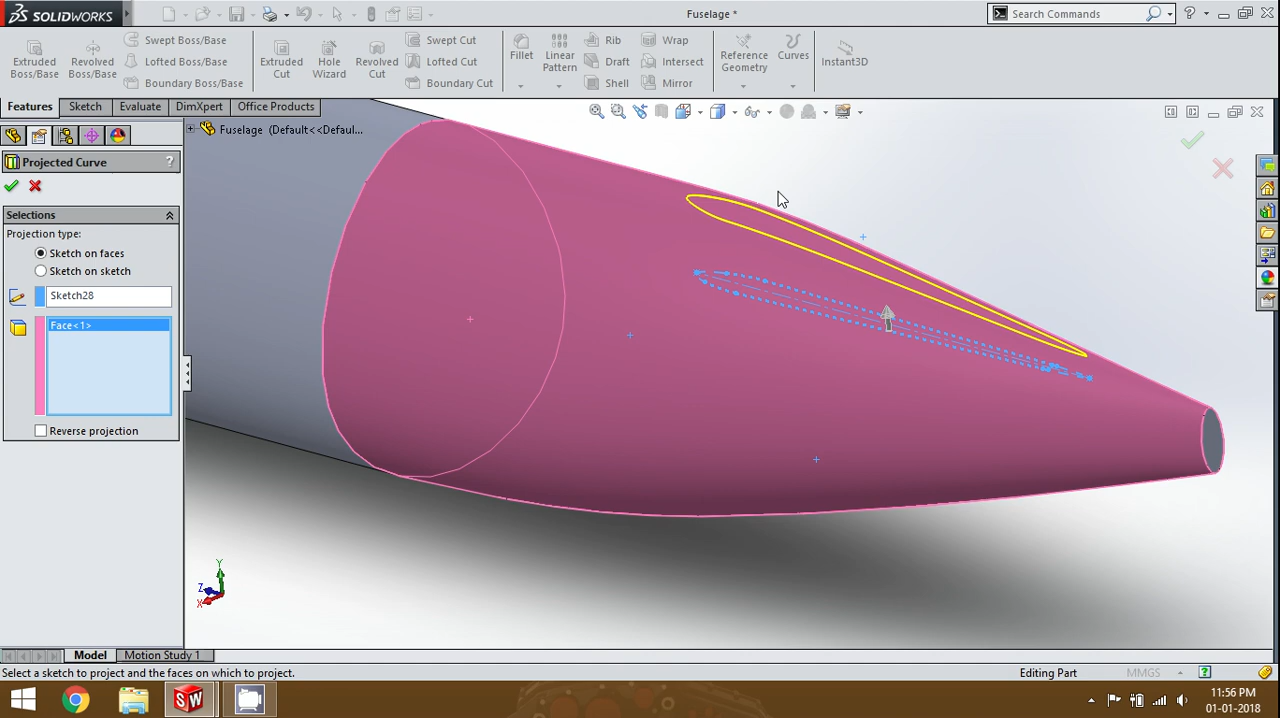 SOLIDWORKS
Fuselage *
Search Commands
Extruded Boss/Base
Revolved Boss/Base
Swept Boss/Base
Lofted Boss/Base
Boundary Boss/Base
Extruded Cut
Hole Wizard
Revolved Cut
Swept Cut
Lofted Cut
Boundary Cut
Fillet
Linear Pattern
Rib
Draft
Shell
Wrap
Intersect
Mirror
Reference Geometry
Curves
Instant3D
Features
Sketch
Evaluate
DimXpert
Office Products
Fuselage (Default<<Defaul...
Projected Curve
?
Selections
Projection type:
Sketch on faces
Sketch on sketch
Sketch28
Face<1>
Reverse projection
Y
Z
X
Model
Motion Study 1
Select a sketch to project and the faces on which to project.
Editing Part
MMGS
?
SW
11:56 PM
01-01-2018